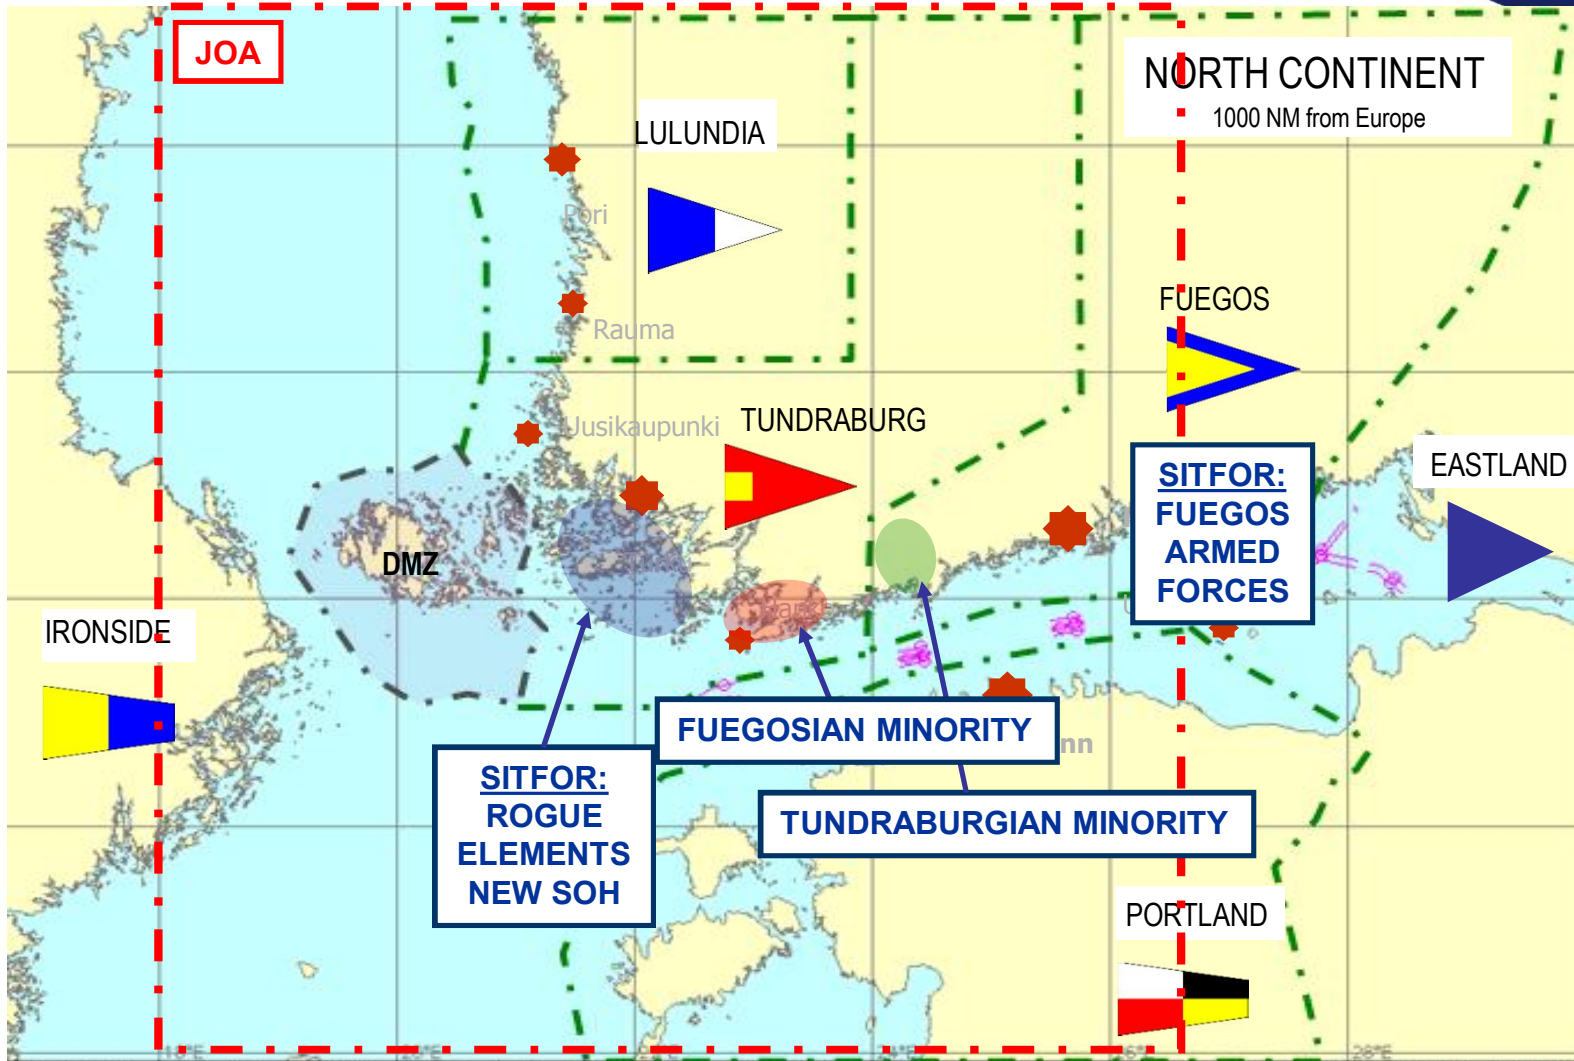 JOA
NORTH CONTINENT
1000 NM from Europe
LULUNDIA
Pori
FUEGOS
Rauma
Uusikaupunki
TUNDRABURG
EASTLAND
SITFOR:
FUEGOS
ARMED
FORCES
DMZ
IRONSIDE
FUEGOSIAN MINORITY
nn
SITFOR:
ROGUE
ELEMENTS
NEW SOH
TUNDRABURGIAN MINORITY
PORTLAND